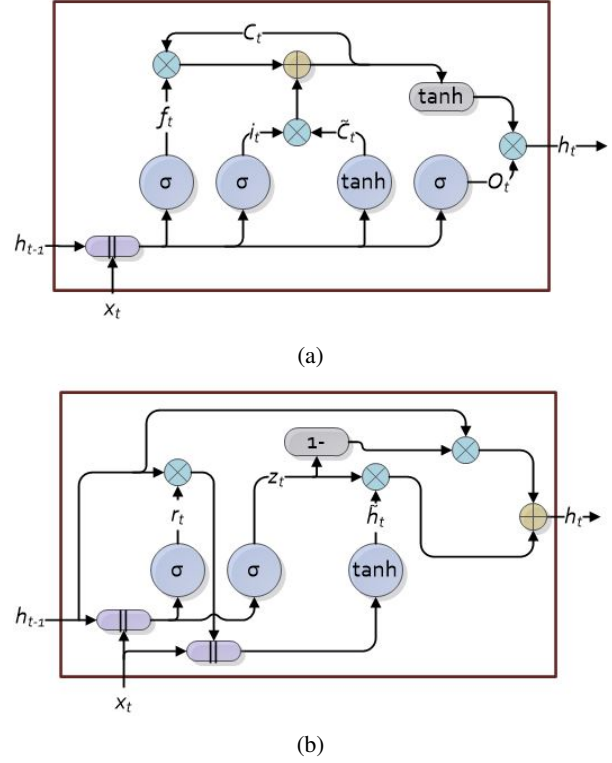 C_t
tanh
f_t
i_t
C̃_t
h_t
σ
σ
tanh
σ
O_t
h_{t-1}
x_t
(a)
1-
z_t
r_t
h̃_t
h_t
σ
σ
tanh
h_{t-1}
x_t
(b)